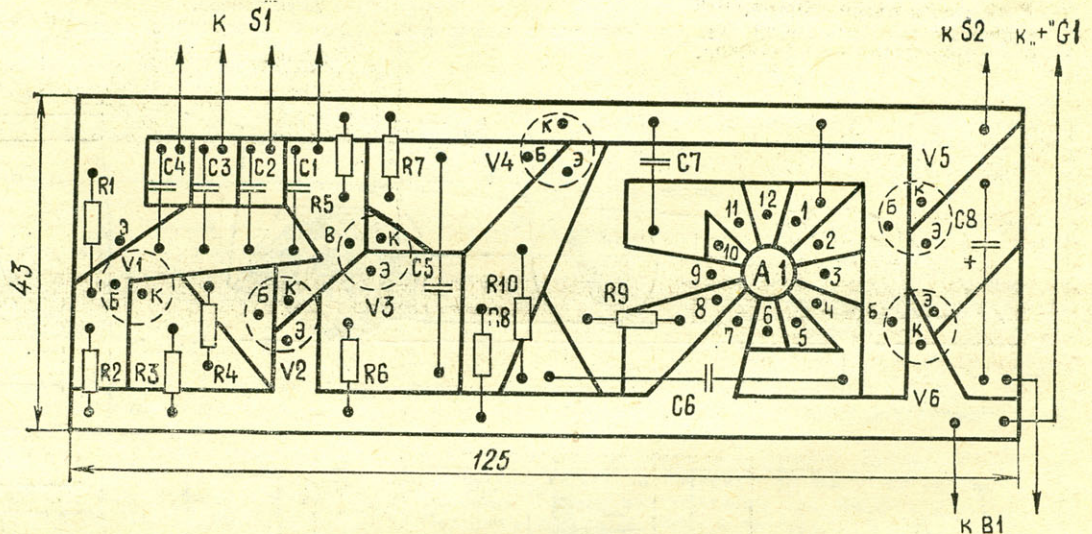 к S1
к S2 к „+"G1
43
C4 C3 C2 C1
R5 R7
V4 К Б Э
C7
V5 К Б Э
C8
+
R1
Э V1 Б К
R2 R3 R4
Б К Э V2
В К Э V3
C5
R6
R10
R8
R9
A1
1 2 3 4 5 6 7 8 9 10 11 12
C6
Б Э К V6
125
к B1